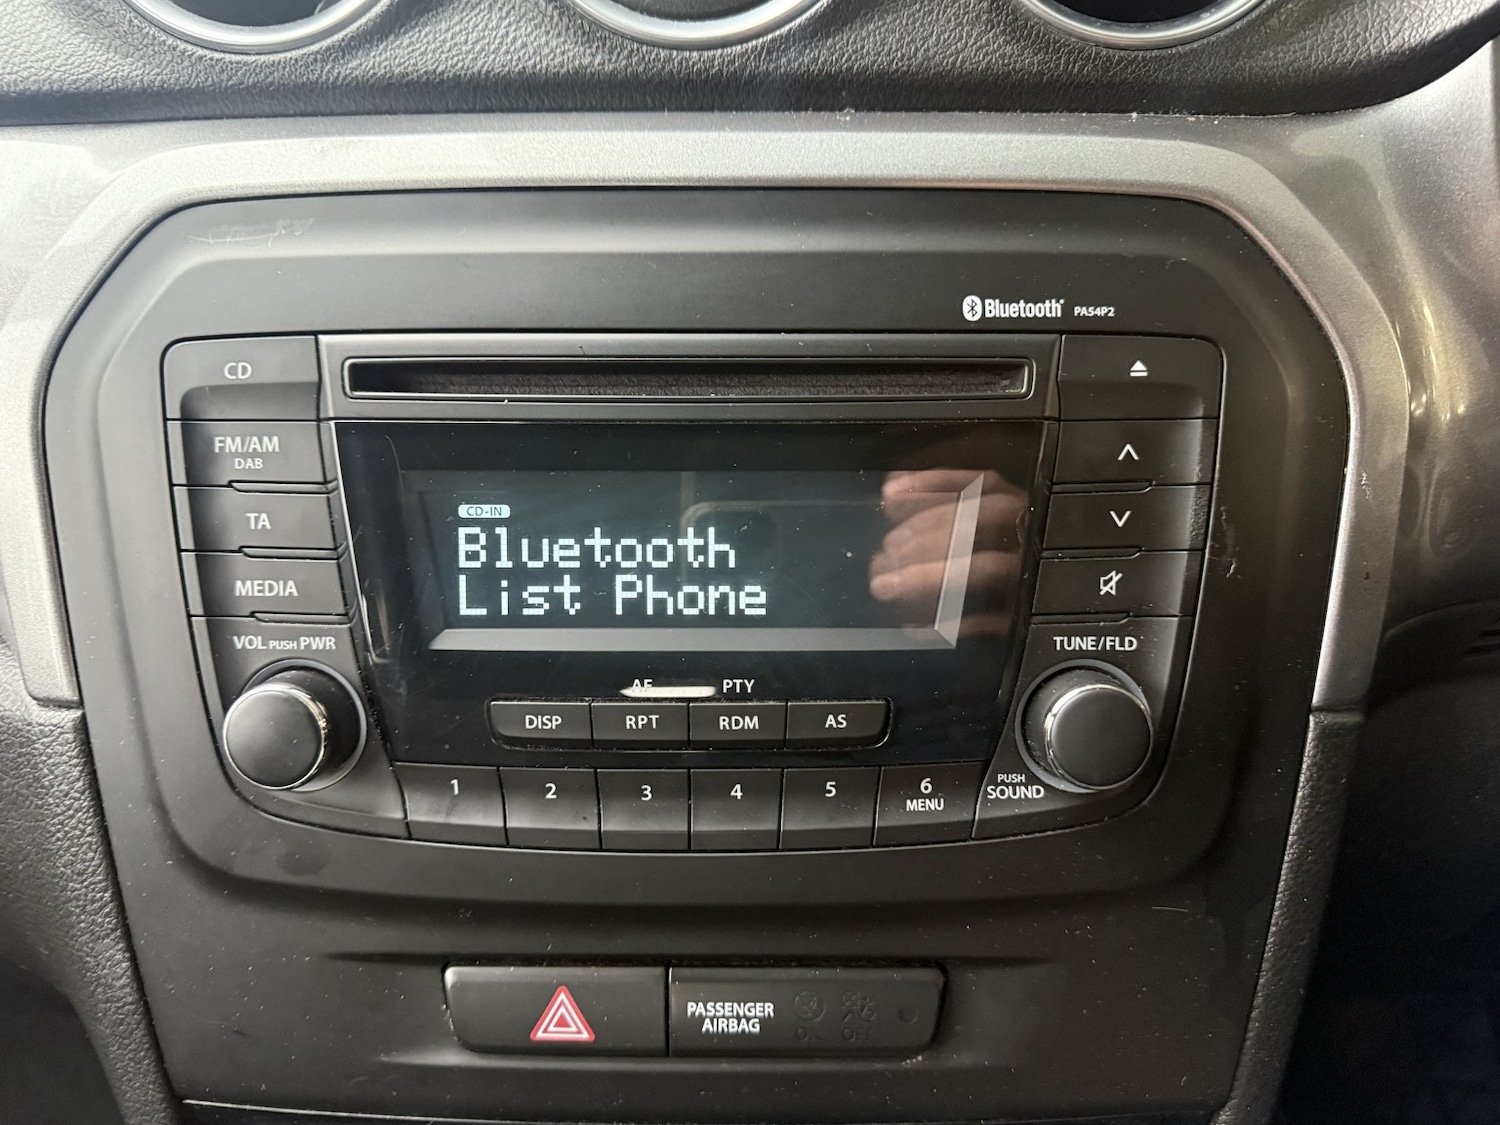 Bluetooth PA54P2
CD
FM/AM
DAB
TA
MEDIA
VOL PUSH PWR
CD-IN
Bluetooth
List Phone
TUNE/FLD
AF PTY
DISP RPT RDM AS
1 2 3 4 5 6
MENU
PUSH
SOUND
PASSENGER
AIRBAG
OFF